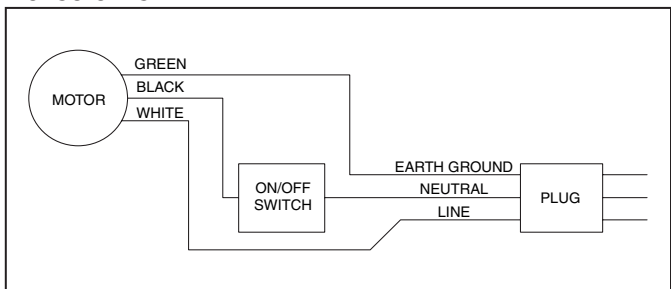 GREEN
BLACK
WHITE
MOTOR
EARTH GROUND
NEUTRAL
LINE
ON/OFF
SWITCH
PLUG